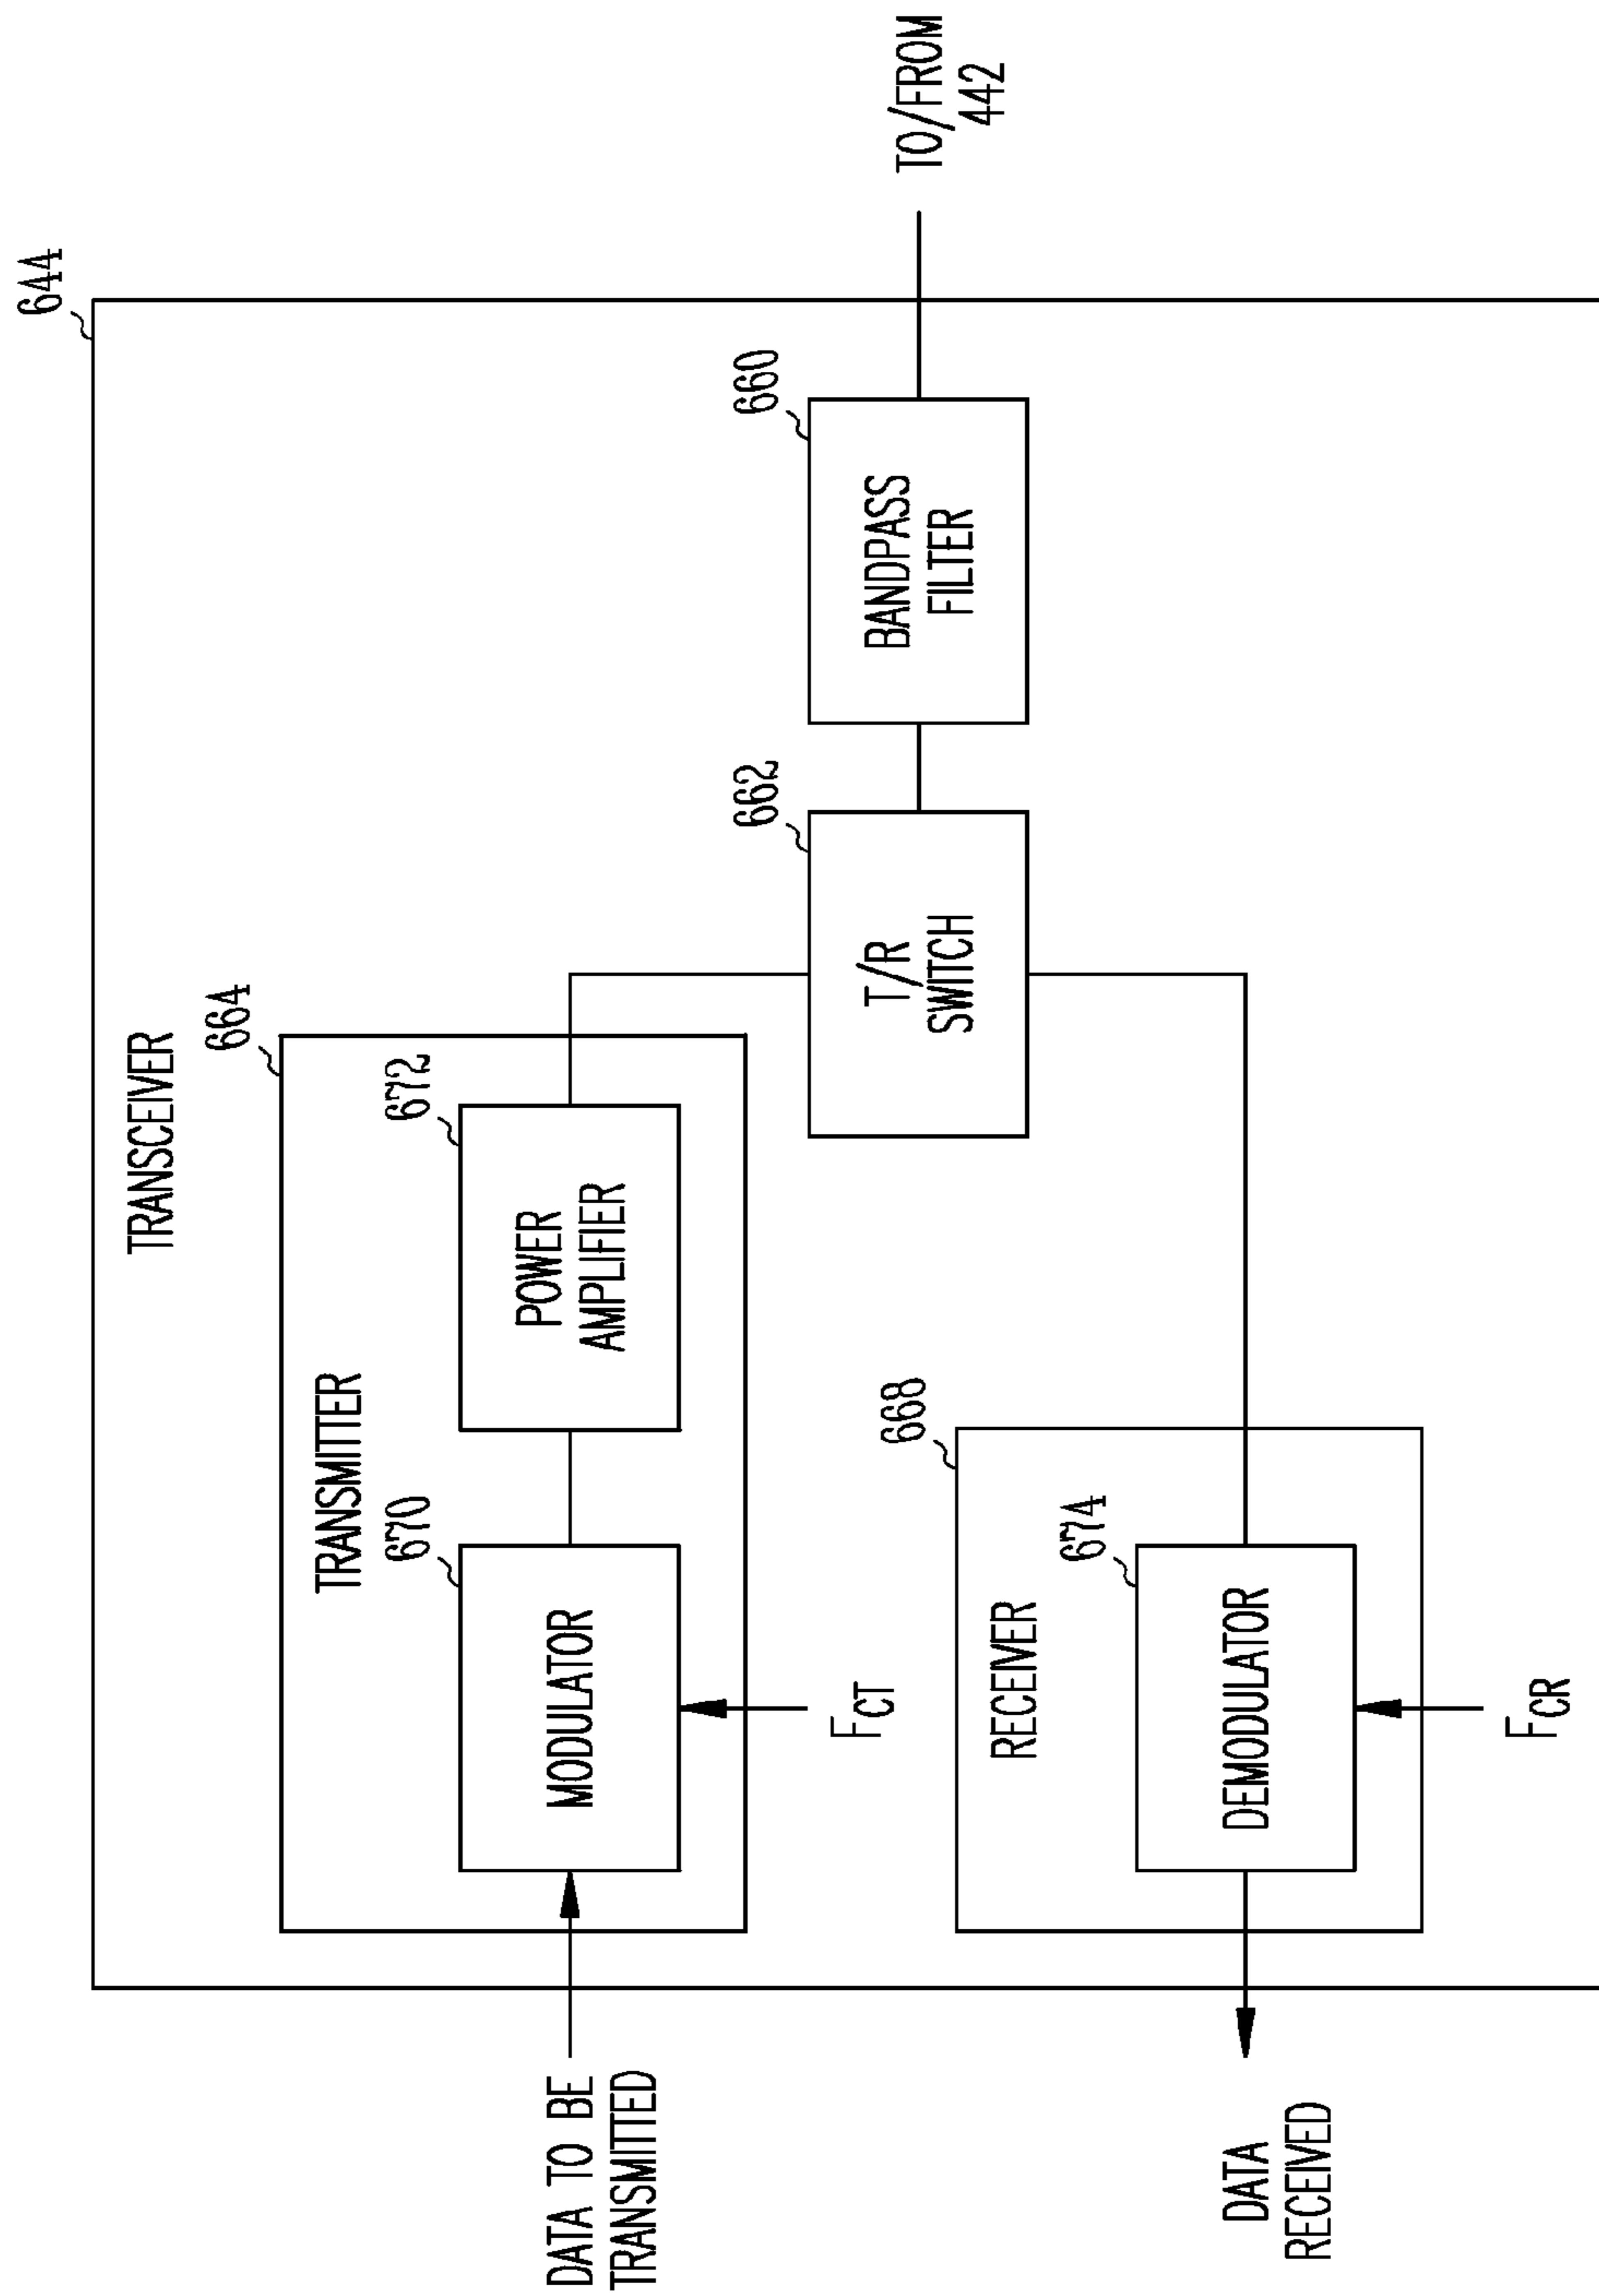 644
TRANSCEIVER
664
TRANSMITTER
670
MODULATOR
672
POWER
AMPLIFIER
DATA TO BE
TRANSMITTED
FCT
662
T/R
SWITCH
660
BANDPASS
FILTER
TO/FROM
442
668
RECEIVER
674
DEMODULATOR
DATA
RECEIVED
FCR